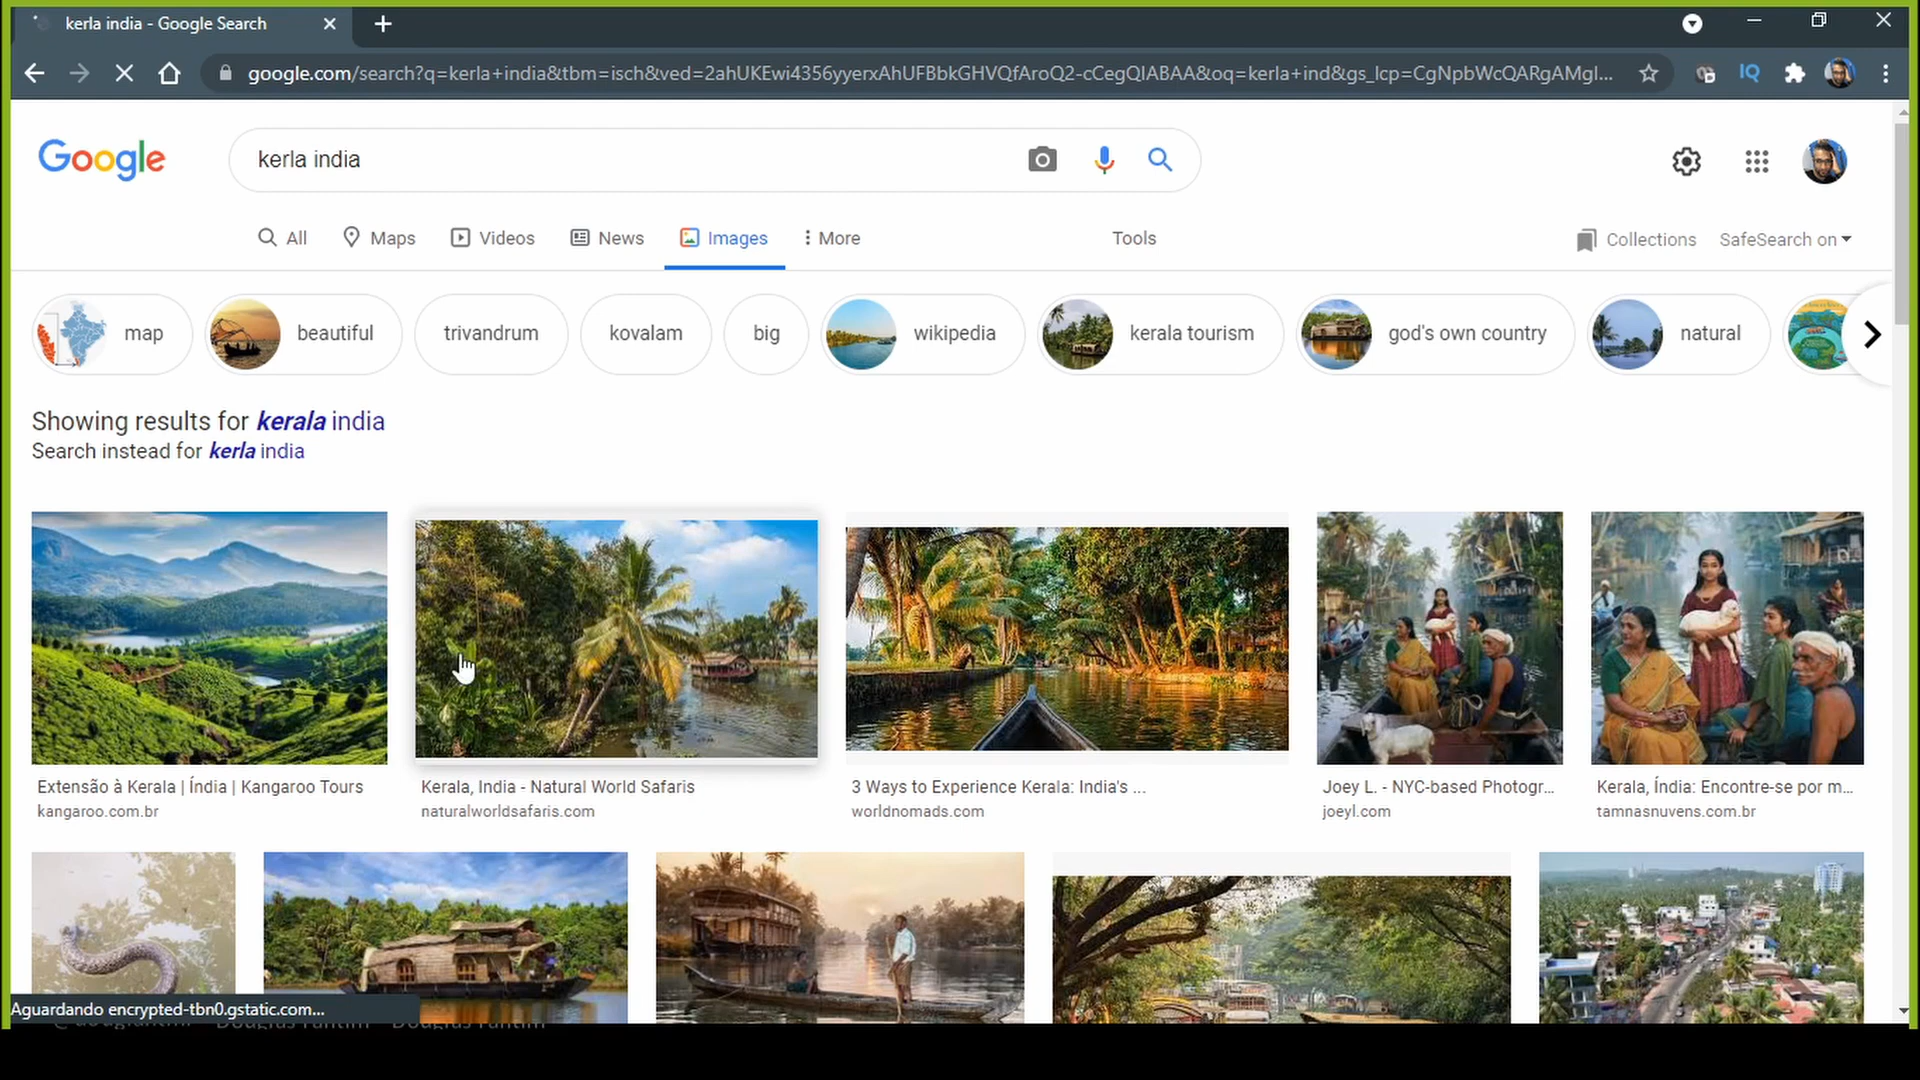 kerla india - Google Search
google.com/search?q=kerla+india&tbm=isch&ved=2ahUKEwi4356yyerxAhUFBbkGHVQfAroQ2-cCegQIABAA&oq=kerla+ind&gs_lcp=CgNpbWcQARgAMgI...
IQ
Google
kerla india
All Maps Videos News Images More Tools Collections SafeSearch on
map beautiful trivandrum kovalam big wikipedia kerala tourism god's own country natural
Showing results for kerala india
Search instead for kerla india
Extensão à Kerala | Índia | Kangaroo Tours
kangaroo.com.br
Kerala, India - Natural World Safaris
naturalworldsafaris.com
3 Ways to Experience Kerala: India's ...
worldnomads.com
Joey L. - NYC-based Photogr...
joeyl.com
Kerala, Índia: Encontre-se por m...
tamnasnuvens.com.br
Aguardando encrypted-tbn0.gstatic.com...